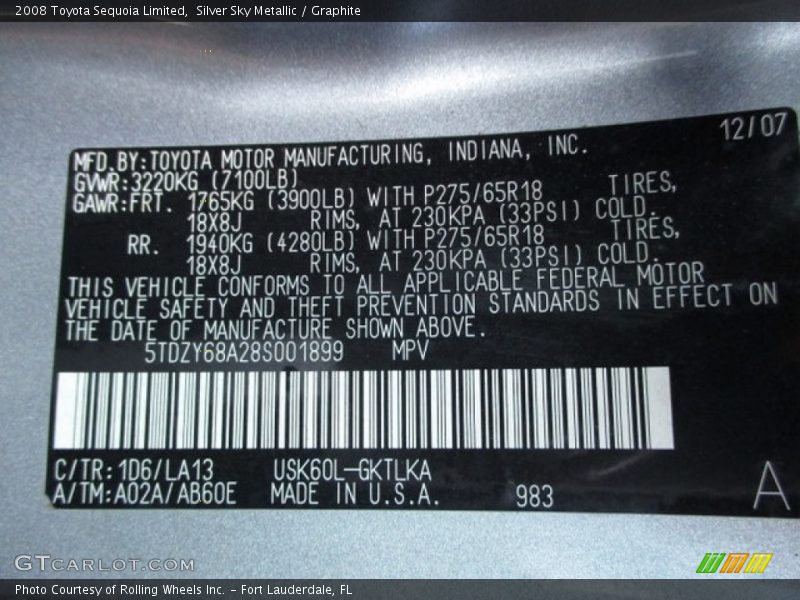 2008 Toyota Sequoia Limited,  Silver Sky Metallic / Graphite
12/07
MFD. BY:TOYOTA MOTOR MANUFACTURING, INDIANA, INC.
GVWR:3220KG (7100LB)
GAWR:FRT. 1765KG (3900LB) WITH P275/65R18 TIRES,
18X8J RIMS, AT 230KPA (33PSI) COLD.
RR. 1940KG (4280LB) WITH P275/65R18 TIRES,
18X8J RIMS, AT 230KPA (33PSI) COLD.
THIS VEHICLE CONFORMS TO ALL APPLICABLE FEDERAL MOTOR
VEHICLE SAFETY AND THEFT PREVENTION STANDARDS IN EFFECT ON
THE DATE OF MANUFACTURE SHOWN ABOVE.
5TDZY68A28S001899 MPV
C/TR:1D6/LA13 USK60L-GKTLKA
A/TM:A02A/AB60E MADE IN U.S.A. 983 A
GTCARLOT.COM
Photo Courtesy of Rolling Wheels Inc. – Fort Lauderdale, FL